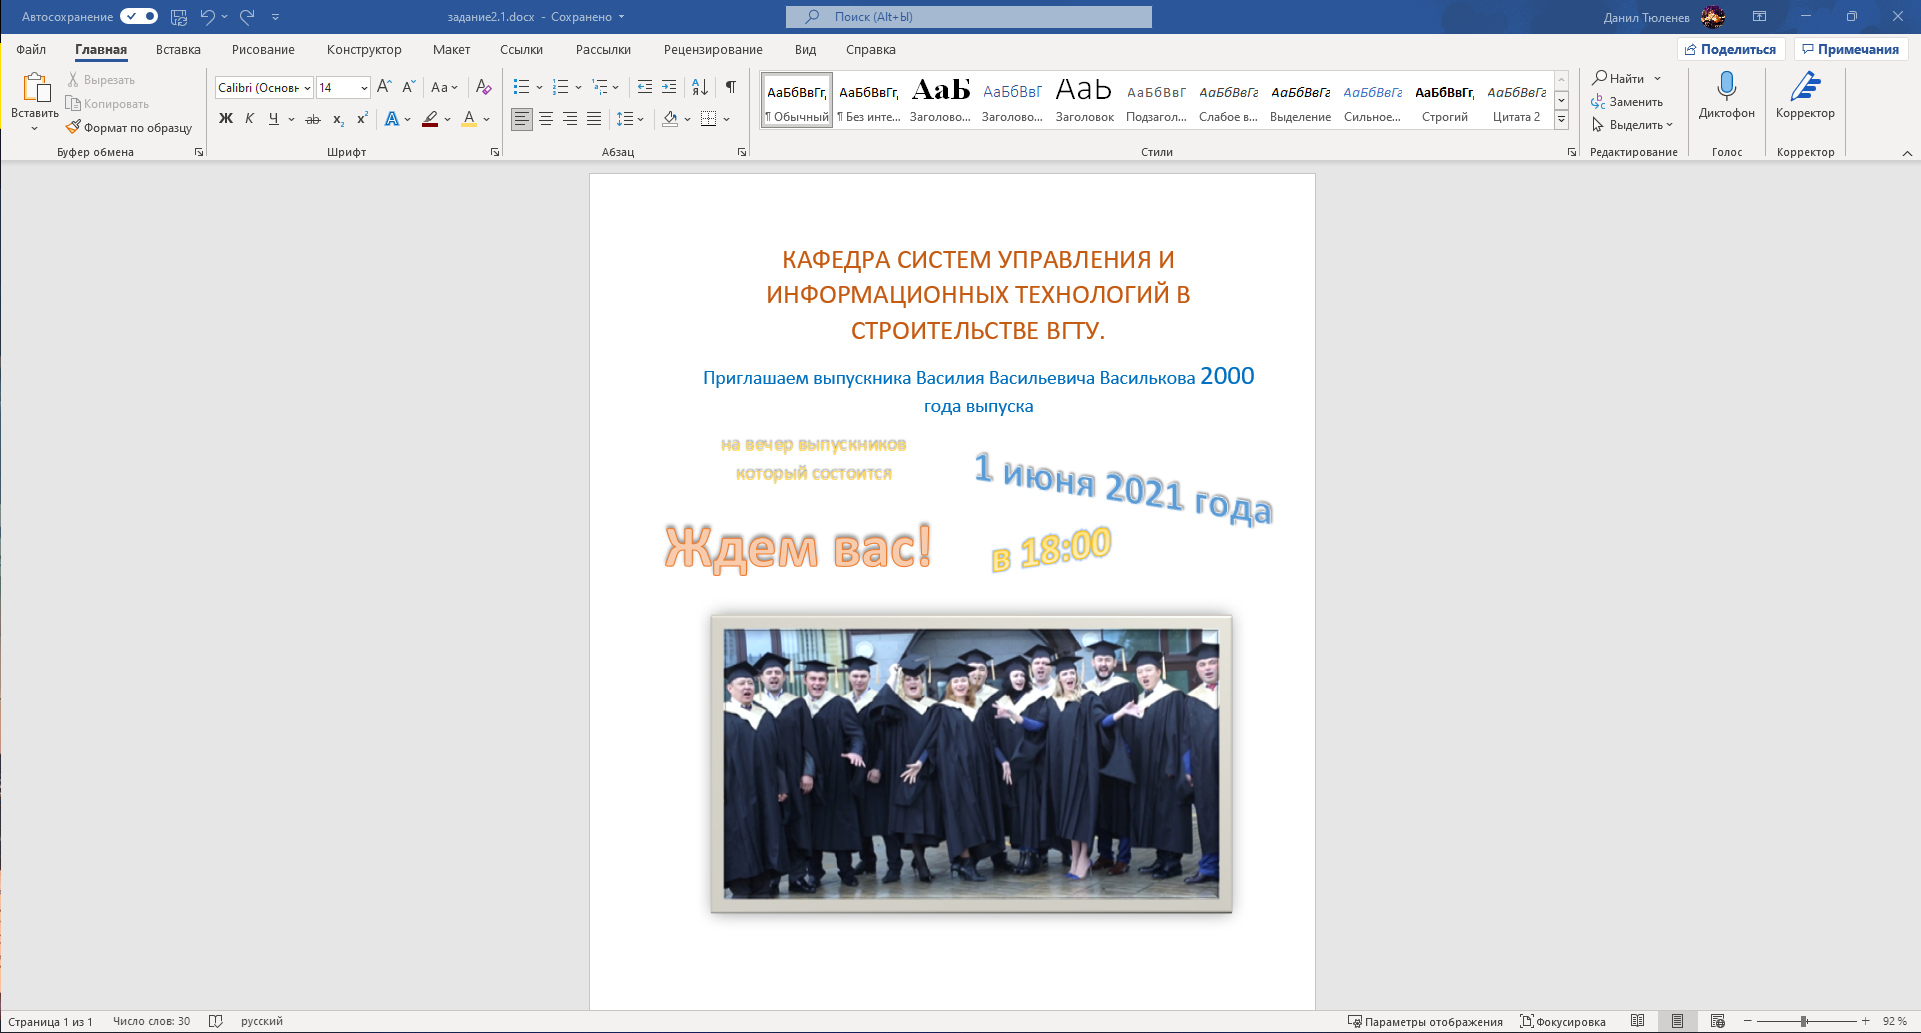 Автосохранение
задание2.1.docx - Сохранено
Поиск (Alt+Ы)
Данил Тюленев
Файл Главная Вставка Рисование Конструктор Макет Ссылки Рассылки Рецензирование Вид Справка
Поделиться Примечания
Вставить
Вырезать
Копировать
Формат по образцу
Буфер обмена
Calibri (Основн 14
Шрифт
Абзац
АаБбВвГг, АаБбВвГг, АаБ АаБбВвГ АаЬ АаБбВвГ АаБбВвГг АаБбВвГг АаБбВвГг АаБбВвГг, АаБбВвГг
¶ Обычный ¶ Без инте... Заголово... Заголово... Заголовок Подзагол... Слабое в... Выделение Сильное... Строгий Цитата 2
Стили
Найти
Заменить
Выделить
Редактирование
Диктофон
Голос
Корректор
Корректор
КАФЕДРА СИСТЕМ УПРАВЛЕНИЯ И
ИНФОРМАЦИОННЫХ ТЕХНОЛОГИЙ В
СТРОИТЕЛЬСТВЕ ВГТУ.
Приглашаем выпускника Василия Васильевича Василькова 2000
года выпуска
на вечер выпускников
который состоится
1 июня 2021 года
Ждем вас!
в 18:00
Страница 1 из 1 Число слов: 30 русский
Параметры отображения Фокусировка 92 %